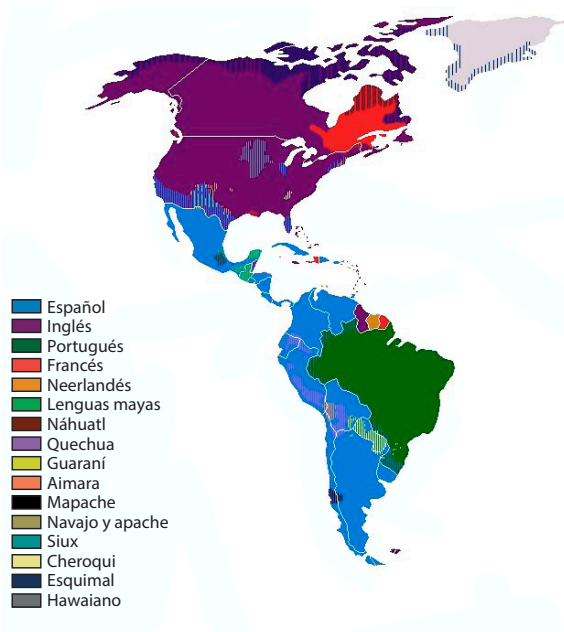 Español
Inglés
Portugués
Francés
Neerlandés
Lenguas mayas
Náhuatl
Quechua
Guaraní
Aimara
Mapache
Navajo y apache
Siux
Cheroqui
Esquimal
Hawaiano